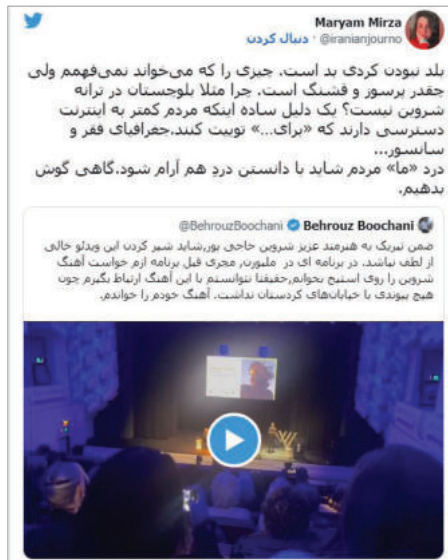 Maryam Mirza
@iranianjourno · دنبال کردن
بلد نبودن کردی بد است. چیزی را که می‌خواند نمی‌فهمم ولی
چقدر پرسوز و قشنگ است. چرا مثلا بلوچستان در ترانه
شروین نیست؟ یک دلیل ساده اینکه مردم کمتر به اینترنت
دسترسی دارند که «برای...» توییت کنند.جغرافیای فقر و
سانسور...
درد «ما» مردم شاید با دانستن دردِ هم آرام شود.گاهی گوش
بدهیم.
Behrouz Boochani @BehrouzBoochani
ضمن تبریک به هنرمند عزیز شروین حاجی پور,شاید شیر کردن این ویدئو خالی
از لطف نباشد. در برنامه ای در ملبورن, مجری قبل برنامه ازم خواست آهنگ
شروین را روی استیج بخوانم,حقیقتا نتوانستم با این آهنگ ارتباط بگیرم چون
هیچ پیوندی با خیابان‌های کردستان نداشت. آهنگ خودم را خواندم.